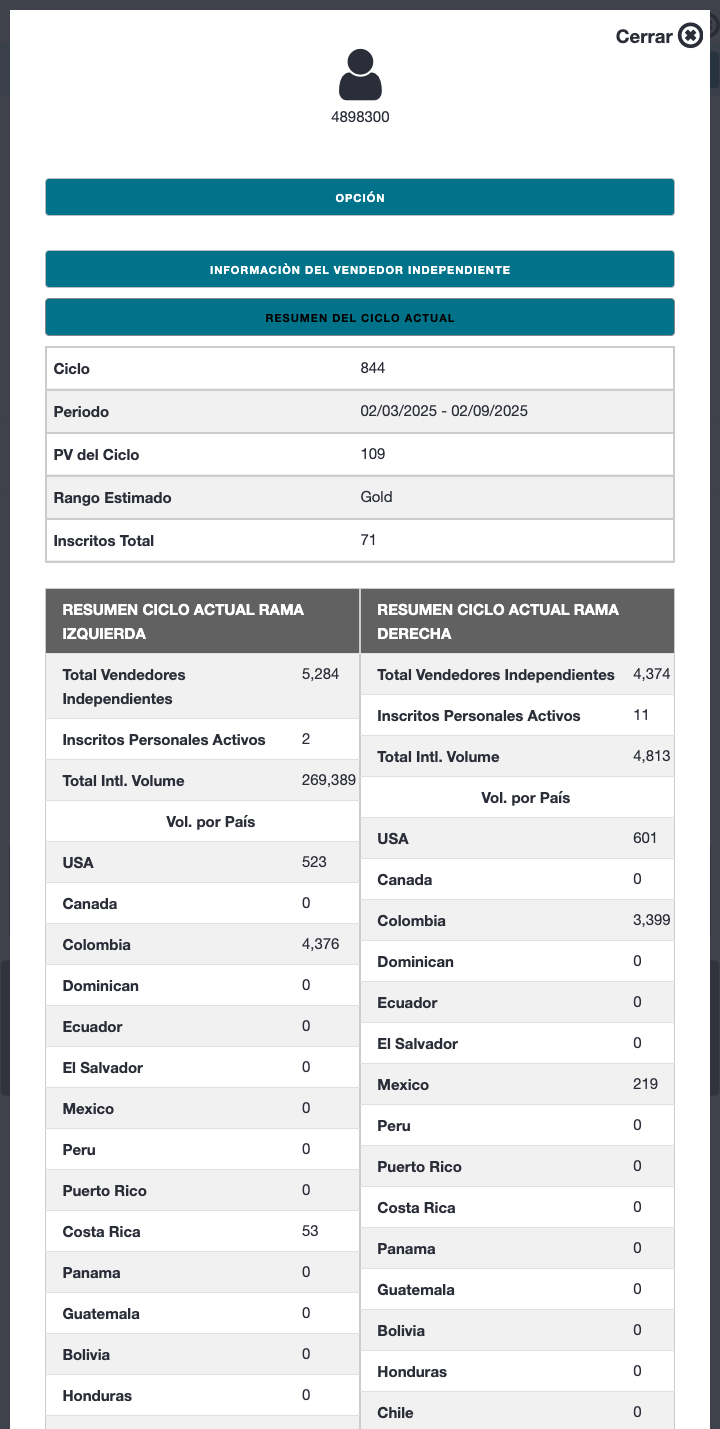 Cerrar
4898300
OPCIÓN
INFORMACIÒN DEL VENDEDOR INDEPENDIENTE
RESUMEN DEL CICLO ACTUAL
Ciclo 844
Periodo 02/03/2025 - 02/09/2025
PV del Ciclo 109
Rango Estimado Gold
Inscritos Total 71
RESUMEN CICLO ACTUAL RAMA
IZQUIERDA
Total Vendedores 5,284
Independientes
Inscritos Personales Activos 2
Total Intl. Volume 269,389
Vol. por País
USA 523
Canada 0
Colombia 4,376
Dominican 0
Ecuador 0
El Salvador 0
Mexico 0
Peru 0
Puerto Rico 0
Costa Rica 53
Panama 0
Guatemala 0
Bolivia 0
Honduras 0
RESUMEN CICLO ACTUAL RAMA
DERECHA
Total Vendedores Independientes 4,374
Inscritos Personales Activos 11
Total Intl. Volume 4,813
Vol. por País
USA 601
Canada 0
Colombia 3,399
Dominican 0
Ecuador 0
El Salvador 0
Mexico 219
Peru 0
Puerto Rico 0
Costa Rica 0
Panama 0
Guatemala 0
Bolivia 0
Honduras 0
Chile 0